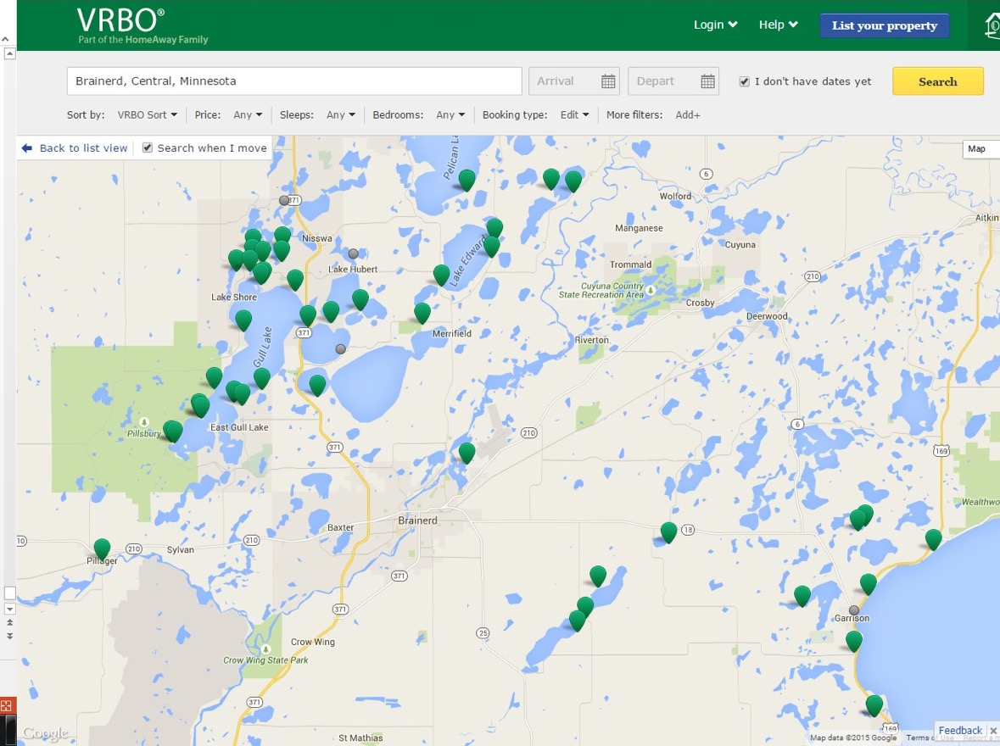 VRBO®
Part of the HomeAway Family
Login
Help
List your property
Brainerd, Central, Minnesota
Arrival
Depart
I don't have dates yet
Search
Sort by: VRBO Sort
Price: Any
Sleeps: Any
Bedrooms: Any
Booking type: Edit
More filters: Add+
Back to list view
Search when I move
Map
Pelican La
6
Wolford
371
Aitkin
Manganese
Nisswa
Cuyuna
Lake Edward
Lake Hubert
Trommald
210
Cuyuna Country
State Recreation Area
Lake Shore
Crosby
Deerwood
371
Merrifield
Riverton
Gull Lake
6
East Gull Lake
Pillsbury
210
371
169
Wealthwo
Brainerd
Baxter
18
10
210
210
Sylvan
Pillager
371
371
Garrison
25
Crow Wing
Crow Wing State Park
371
169
Feedback
Google
St Mathias
Map data ©2015 Google
Terms of Use
Report a m